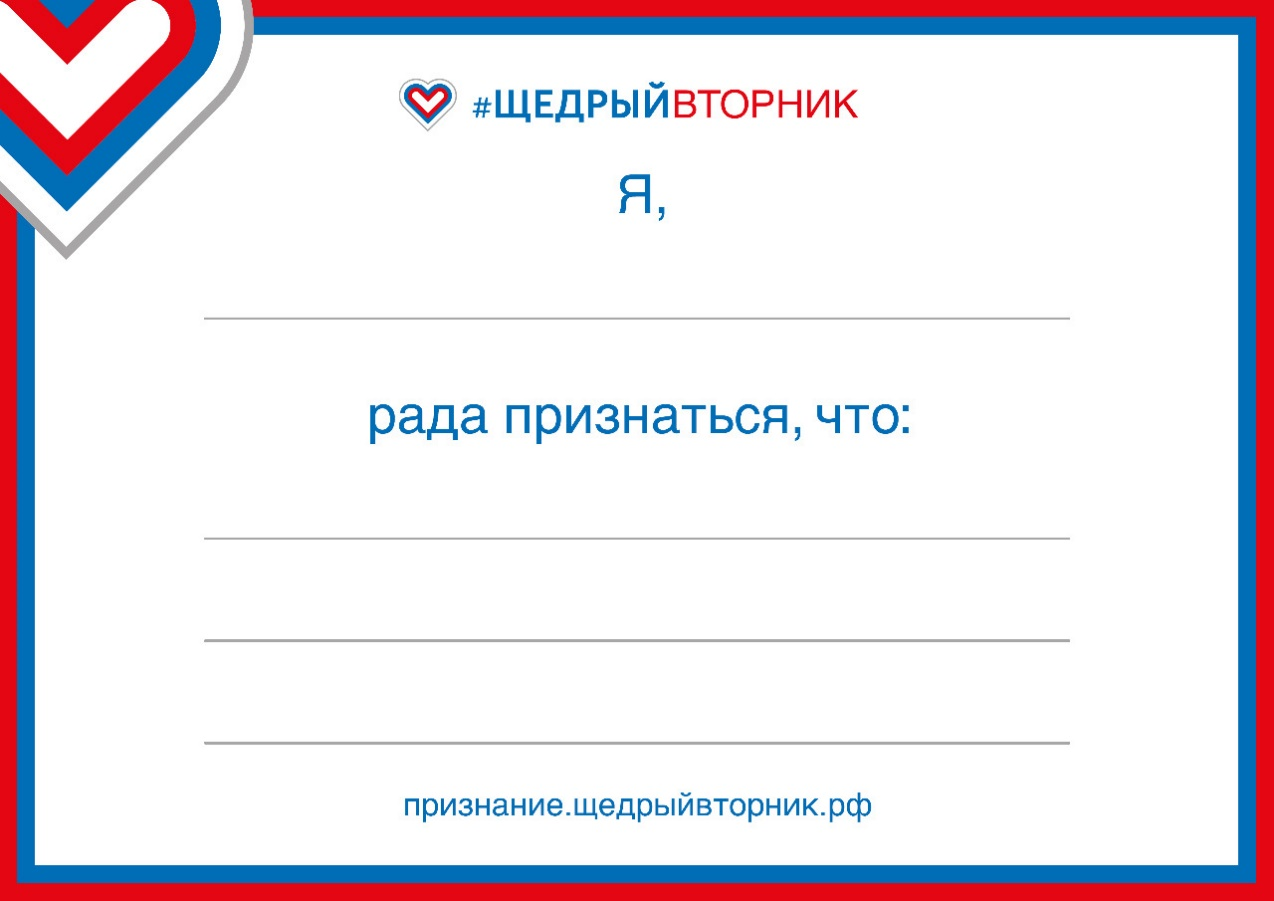 #ЩЕДРЫЙВТОРНИК
Я,
рада признаться, что:
признание.щедрыйвторник.рф